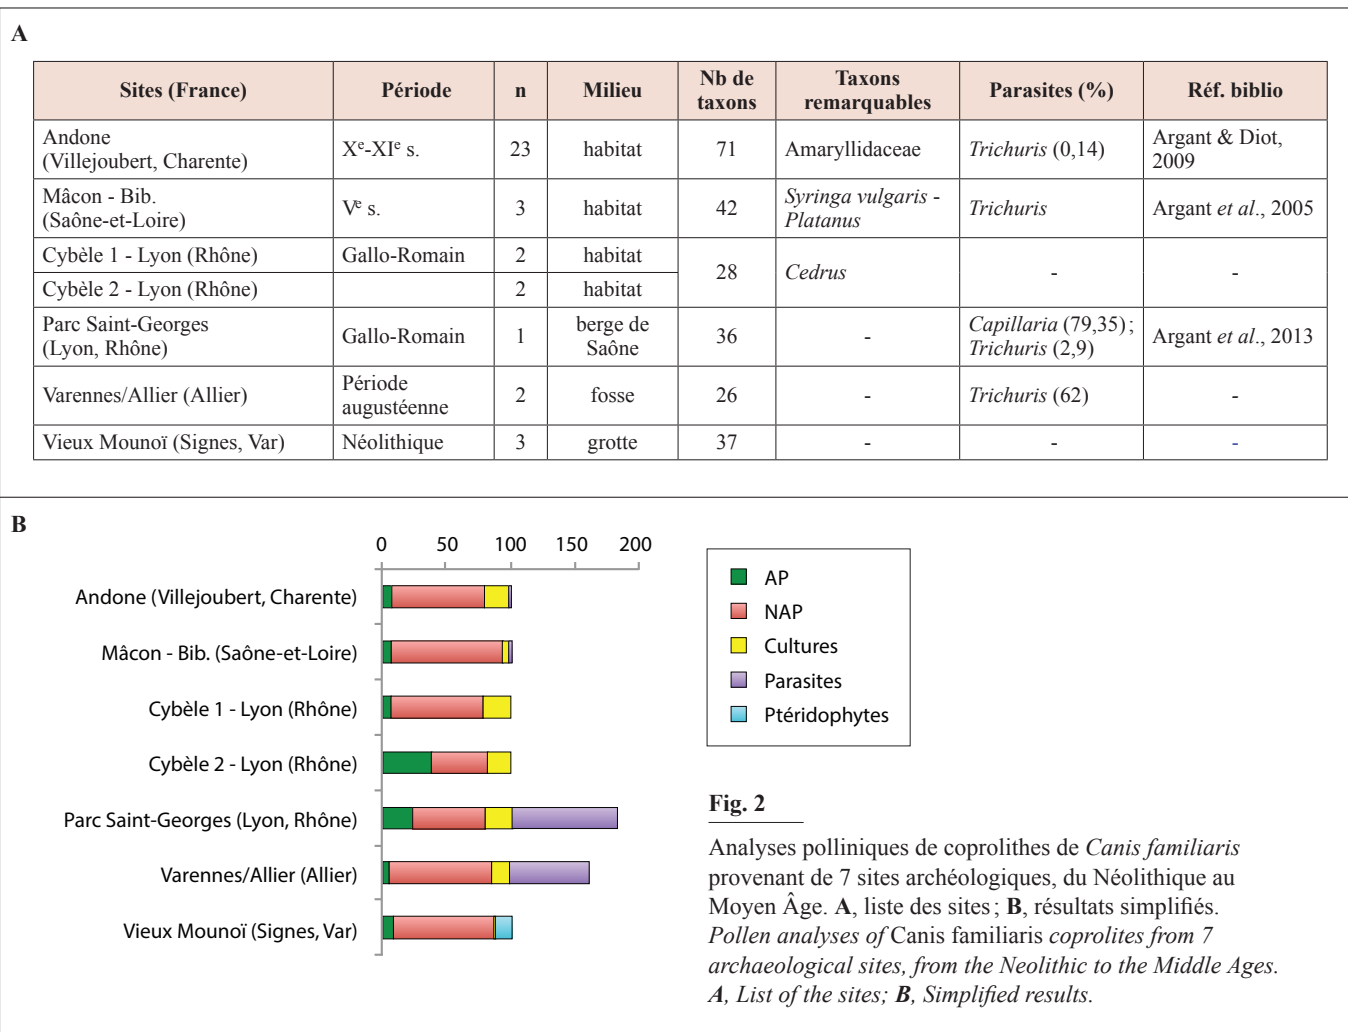 A
Sites (France) Période n Milieu Nb de taxons Taxons remarquables Parasites (%) Réf. biblio
Andone
(Villejoubert, Charente) Xe-XIe s. 23 habitat 71 Amaryllidaceae Trichuris (0,14) Argant & Diot,
2009
Mâcon - Bib.
(Saône-et-Loire) Ve s. 3 habitat 42 Syringa vulgaris -
Platanus Trichuris Argant et al., 2005
Cybèle 1 - Lyon (Rhône) Gallo-Romain 2 habitat 28 Cedrus - -
Cybèle 2 - Lyon (Rhône) 2 habitat
Parc Saint-Georges
(Lyon, Rhône) Gallo-Romain 1 berge de
Saône 36 - Capillaria (79,35) ;
Trichuris (2,9) Argant et al., 2013
Varennes/Allier (Allier) Période
augustéenne 2 fosse 26 - Trichuris (62) -
Vieux Mounoï (Signes, Var) Néolithique 3 grotte 37 - - -
B
0 50 100 150 200
Andone (Villejoubert, Charente)
Mâcon - Bib. (Saône-et-Loire)
Cybèle 1 - Lyon (Rhône)
Cybèle 2 - Lyon (Rhône)
Parc Saint-Georges (Lyon, Rhône)
Varennes/Allier (Allier)
Vieux Mounoï (Signes, Var)
AP
NAP
Cultures
Parasites
Ptéridophytes
Fig. 2
Analyses polliniques de coprolithes de Canis familiaris
provenant de 7 sites archéologiques, du Néolithique au
Moyen Âge. A, liste des sites ; B, résultats simplifiés.
Pollen analyses of Canis familiaris coprolites from 7
archaeological sites, from the Neolithic to the Middle Ages.
A, List of the sites; B, Simplified results.